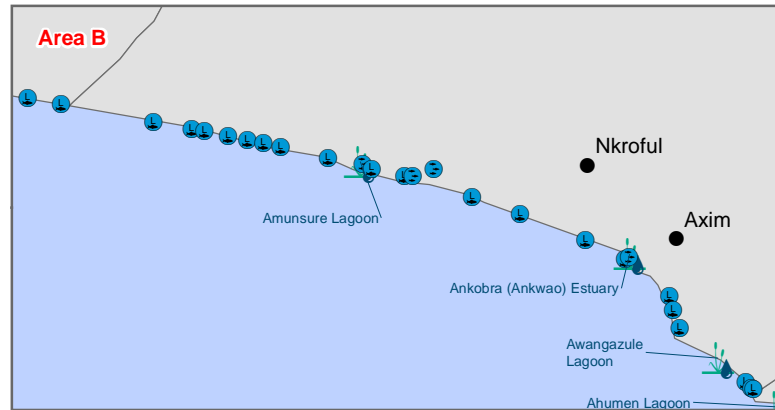 Area B
Nkroful
Amunsure Lagoon
Axim
Ankobra (Ankwao) Estuary
Awangazule
Lagoon
Ahumen Lagoon